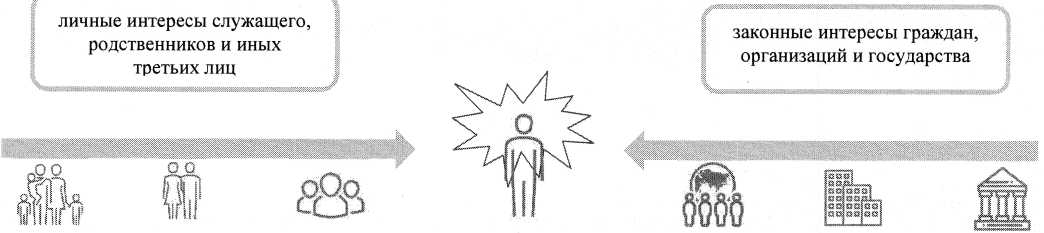 личные интересы служащего,
родственников и иных
третьих лиц
законные интересы граждан,
организаций и государства